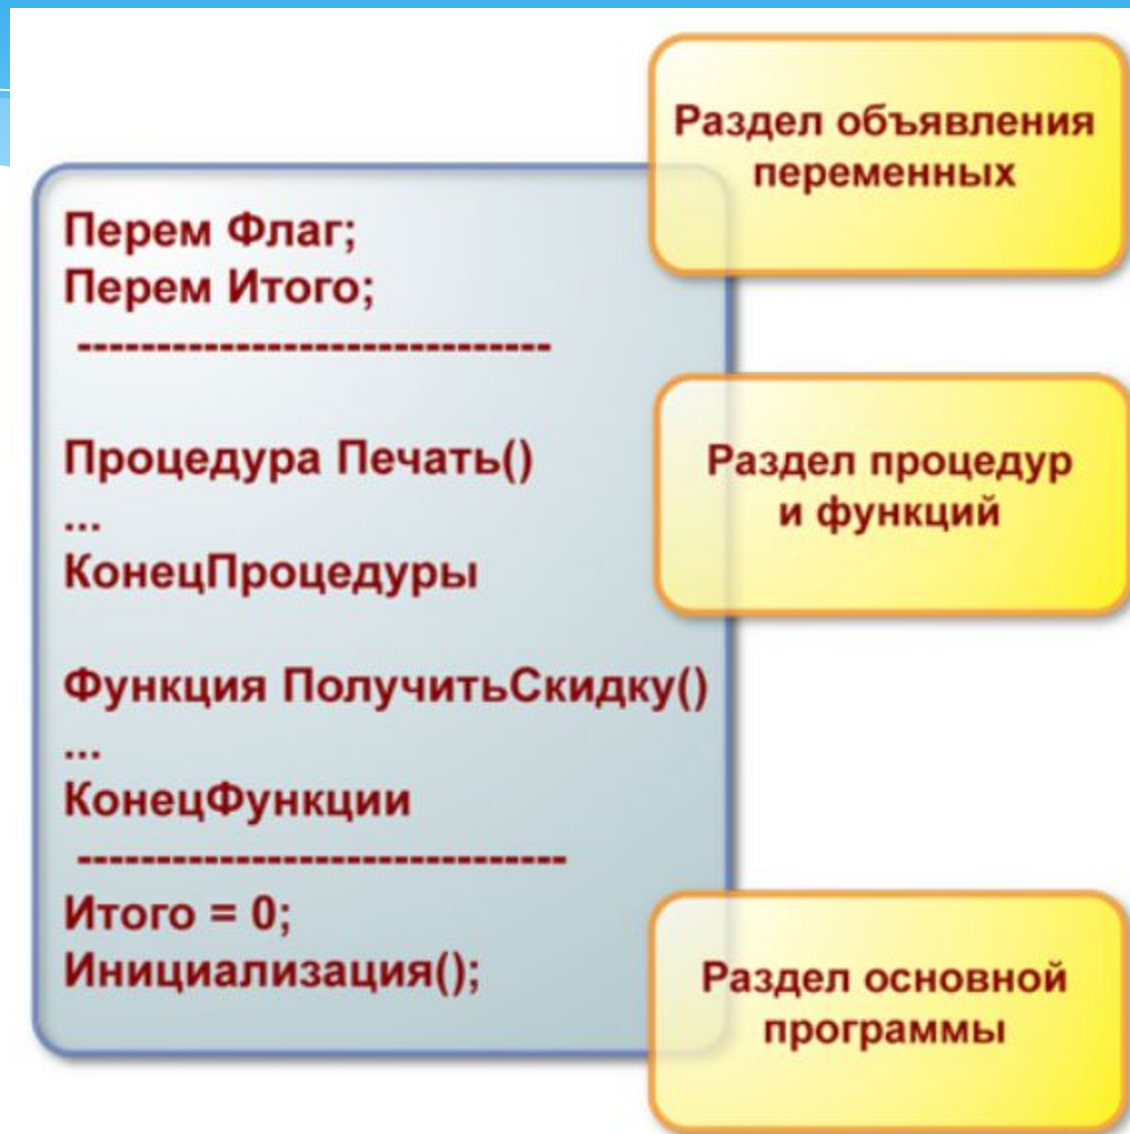 Раздел объявления
переменных
Перем Флаг;
Перем Итого;
------------------------------
Процедура Печать()
...
КонецПроцедуры
Раздел процедур
и функций
Функция ПолучитьСкидку()
...
КонецФункции
-------------------------------
Итого = 0;
Инициализация();
Раздел основной
программы